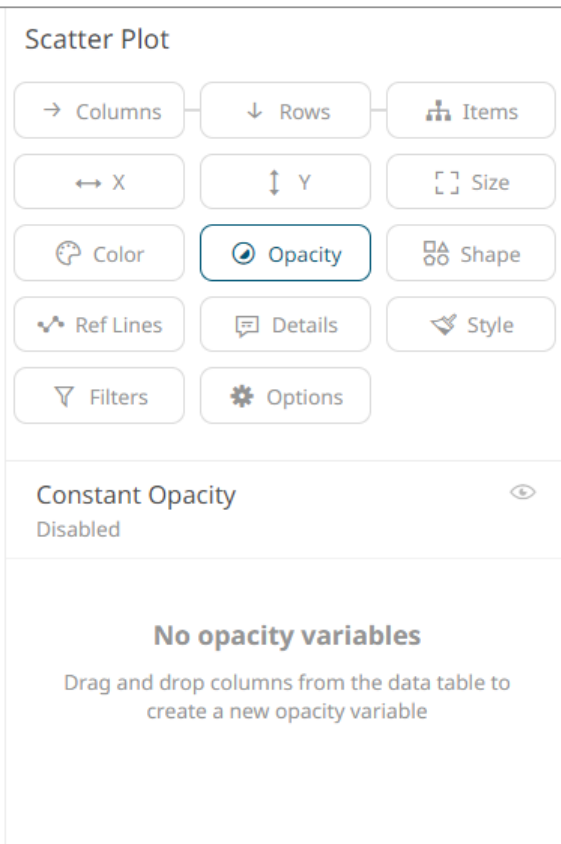 Scatter Plot
Columns
Rows
Items
X
Y
Size
Color
Opacity
Shape
Ref Lines
Details
Style
Filters
Options
Constant Opacity
Disabled
No opacity variables
Drag and drop columns from the data table to
create a new opacity variable